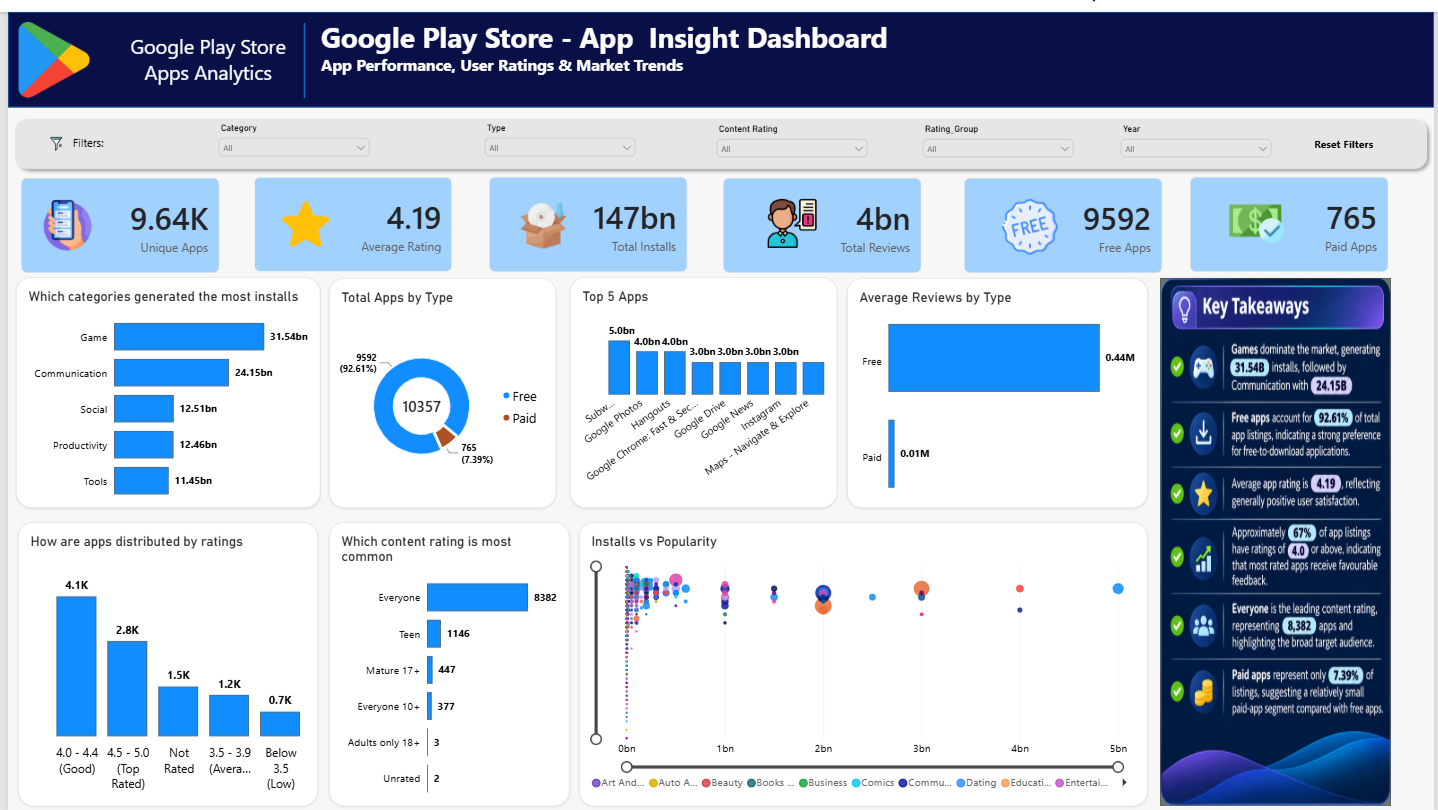 Google Play Store
Apps Analytics
Google Play Store - App  Insight Dashboard
App Performance, User Ratings & Market Trends
Filters:
Category
All
Type
All
Content Rating
All
Rating_Group
All
Year
All
Reset Filters
9.64K
Unique Apps
4.19
Average Rating
147bn
Total Installs
4bn
Total Reviews
FREE
9592
Free Apps
765
Paid Apps
Which categories generated the most installs
Game
31.54bn
Communication
24.15bn
Social
12.51bn
Productivity
12.46bn
Tools
11.45bn
Total Apps by Type
9592
(92.61%)
10357
765
(7.39%)
Free
Paid
Top 5 Apps
5.0bn
4.0bn 4.0bn
3.0bn 3.0bn 3.0bn 3.0bn
Subw...
Google Photos
Hangouts
Google Chrome: Fast & Sec...
Google Drive
Google News
Instagram
Maps - Navigate & Explore
Average Reviews by Type
Free
0.44M
Paid
0.01M
Key Takeaways
Games dominate the market, generating
31.54B installs, followed by
Communication with 24.15B
Free apps account for 92.61% of total
app listings, indicating a strong preference
for free-to-download applications.
Average app rating is 4.19, reflecting
generally positive user satisfaction.
Approximately 67% of app listings
have ratings of 4.0 or above, indicating
that most rated apps receive favourable
feedback.
Everyone is the leading content rating,
representing 8,382 apps and
highlighting the broad target audience.
Paid apps represent only 7.39% of
listings, suggesting a relatively small
paid-app segment compared with free apps.
How are apps distributed by ratings
4.1K
2.8K
1.5K
1.2K
0.7K
4.0 - 4.4
(Good)
4.5 - 5.0
(Top
Rated)
Not
Rated
3.5 - 3.9
(Avera...
Below
3.5
(Low)
Which content rating is most
common
Everyone
8382
Teen
1146
Mature 17+
447
Everyone 10+
377
Adults only 18+
3
Unrated
2
Installs vs Popularity
0bn
1bn
2bn
3bn
4bn
5bn
Art And...
Auto A...
Beauty
Books ...
Business
Comics
Commu...
Dating
Educati...
Entertai...